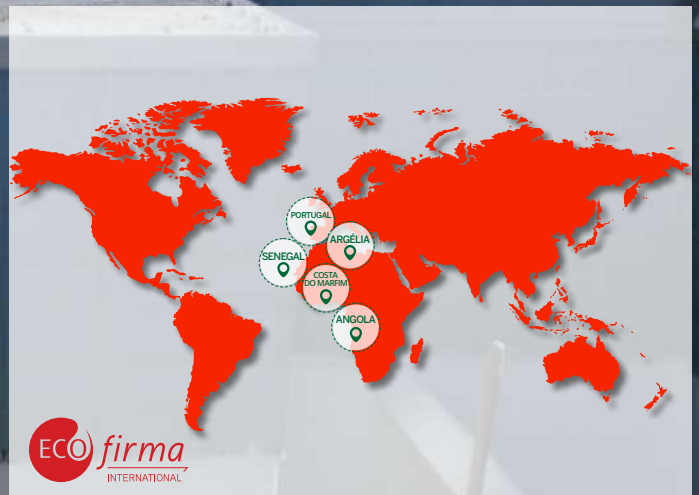 PORTUGAL
ARGÉLIA
SENEGAL
COSTA
DO MARFIM
ANGOLA
ECO firma
INTERNATIONAL